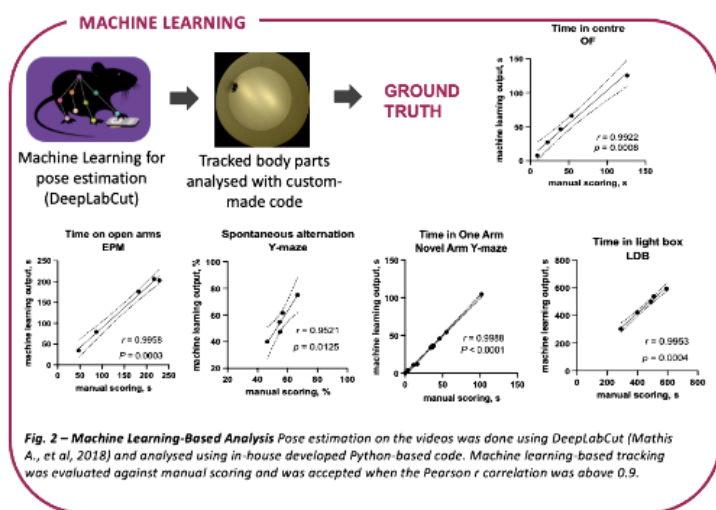 MACHINE LEARNING
Machine Learning for
pose estimation
(DeepLabCut)
Tracked body parts
analysed with custom-
made code
GROUND
TRUTH
Time in centre
OF
machine learning output, s
150
100
50
0
0 50 100 150
manual scoring, s
r = 0.9922
p = 0.0008
Time on open arms
EPM
machine learning output, s
250
200
150
100
50
0
0 50 100 150 200 250
manual scoring, s
r = 0.9958
P = 0.0003
Spontaneous alternation
Y-maze
machine learning output, %
100
80
60
40
20
20 40 60 80 100
manual scoring, %
r = 0.9521
p = 0.0125
Time in One Arm
Novel Arm Y-maze
machine learning output, s
150
100
50
0
0 50 100 150
manual scoring, s
r = 0.9988
P < 0.0001
Time in light box
LDB
machine learning output, s
800
600
400
200
0
0 200 400 600 800
manual scoring, s
r = 0.9953
p = 0.0004
Fig. 2 – Machine Learning-Based Analysis Pose estimation on the videos was done using DeepLabCut (Mathis
A., et al, 2018) and analysed using in-house developed Python-based code. Machine learning-based tracking
was evaluated against manual scoring and was accepted when the Pearson r correlation was above 0.9.